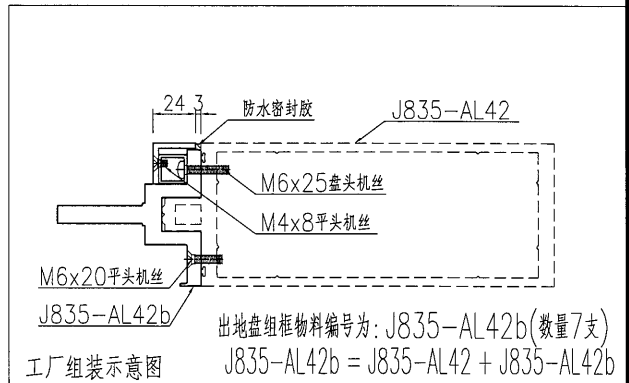 24 3
防水密封胶
J835-AL42
M6x25盘头机丝
M4x8平头机丝
M6x20平头机丝
J835-AL42b
出地盘组框物料编号为: J835-AL42b(数量7支)
工厂组装示意图
J835-AL42b = J835-AL42 + J835-AL42b